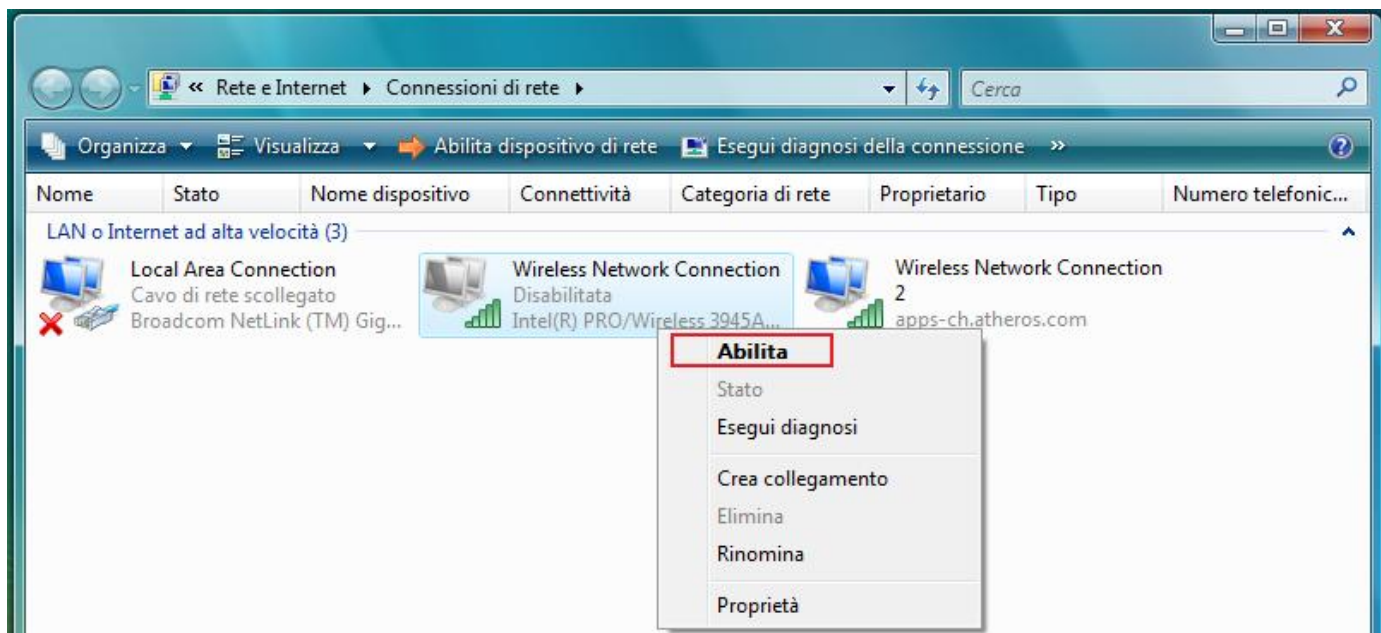 « Rete e Internet ▸ Connessioni di rete ▸ Cerca
Organizza Visualizza Abilita dispositivo di rete Esegui diagnosi della connessione »
Nome Stato Nome dispositivo Connettività Categoria di rete Proprietario Tipo Numero telefonic...
LAN o Internet ad alta velocità (3)
Local Area Connection
Cavo di rete scollegato
Broadcom NetLink (TM) Gig...
Wireless Network Connection
Disabilitata
Intel(R) PRO/Wireless 3945A...
Wireless Network Connection
2
apps-ch.atheros.com
Abilita
Stato
Esegui diagnosi
Crea collegamento
Elimina
Rinomina
Proprietà